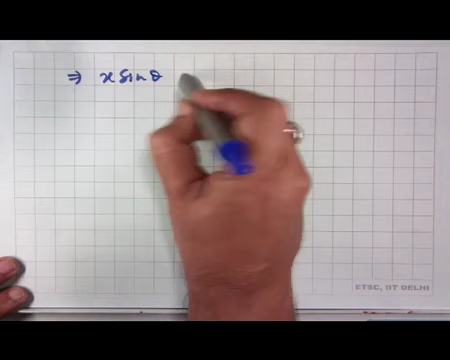 ⇒ x sin θ
ETSC, IIT DELHI